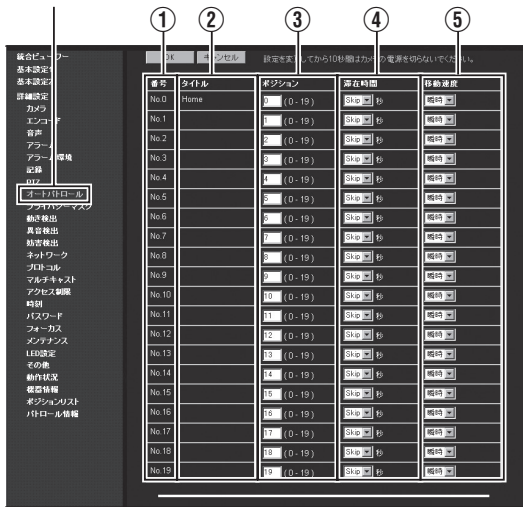 ① ② ③ ④ ⑤
統合ビューワー
基本設定1
基本設定2
詳細設定
カメラ
エンコード
音声
アラーム
アラーム環境
記録
PTZ
オートパトロール
プライバシーマスク
動き検出
異音検出
妨害検出
ネットワーク
プロトコル
マルチキャスト
アクセス制限
時刻
パスワード
フォーカス
メンテナンス
LED設定
その他
動作状況
機器情報
ポジションリスト
パトロール情報
OK キャンセル 設定を変更してから10秒間はカメラの電源を切らないでください。
番号 タイトル ポジション 滞在時間 移動速度
No.0 Home 0 (0-19) Skip 秒 瞬時
No.1 1 (0-19) Skip 秒 瞬時
No.2 2 (0-19) Skip 秒 瞬時
No.3 3 (0-19) Skip 秒 瞬時
No.4 4 (0-19) Skip 秒 瞬時
No.5 5 (0-19) Skip 秒 瞬時
No.6 6 (0-19) Skip 秒 瞬時
No.7 7 (0-19) Skip 秒 瞬時
No.8 8 (0-19) Skip 秒 瞬時
No.9 9 (0-19) Skip 秒 瞬時
No.10 10 (0-19) Skip 秒 瞬時
No.11 11 (0-19) Skip 秒 瞬時
No.12 12 (0-19) Skip 秒 瞬時
No.13 13 (0-19) Skip 秒 瞬時
No.14 14 (0-19) Skip 秒 瞬時
No.15 15 (0-19) Skip 秒 瞬時
No.16 16 (0-19) Skip 秒 瞬時
No.17 17 (0-19) Skip 秒 瞬時
No.18 18 (0-19) Skip 秒 瞬時
No.19 19 (0-19) Skip 秒 瞬時